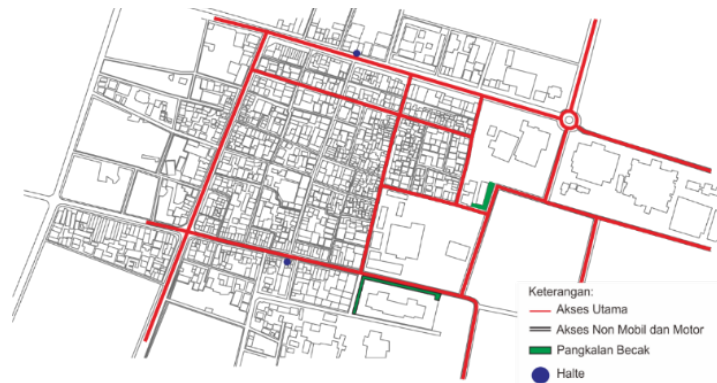 Keterangan:
Akses Utama
Akses Non Mobil dan Motor
Pangkalan Becak
Halte